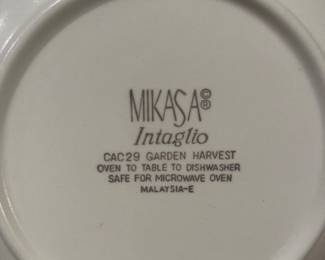 MIKASA©®
Intaglio
CAC29 GARDEN HARVEST
OVEN TO TABLE TO DISHWASHER
SAFE FOR MICROWAVE OVEN
MALAYSIA-E